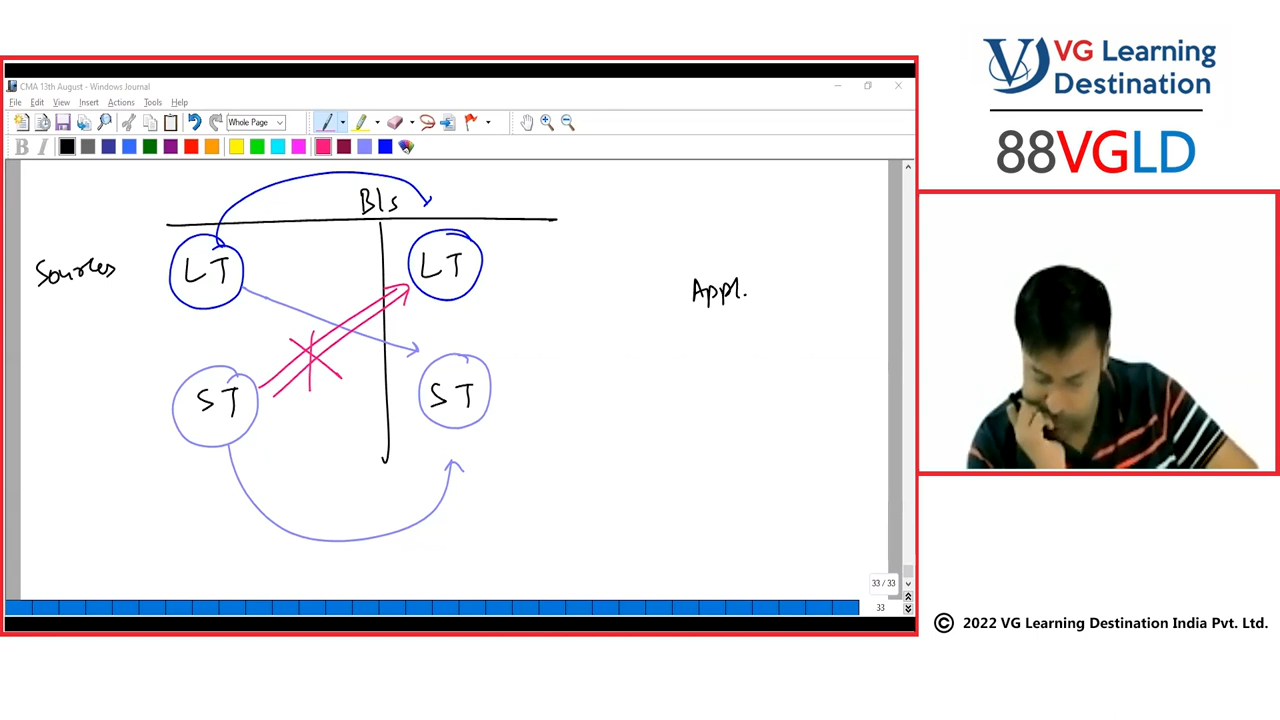 CMA 13th August - Windows Journal
File Edit View Insert Actions Tools Help
Whole Page
B I
B/s
Sources
LT
LT
Appl.
ST
ST
33 / 33
33
VG Learning
Destination
88VGLD
© 2022 VG Learning Destination India Pvt. Ltd.